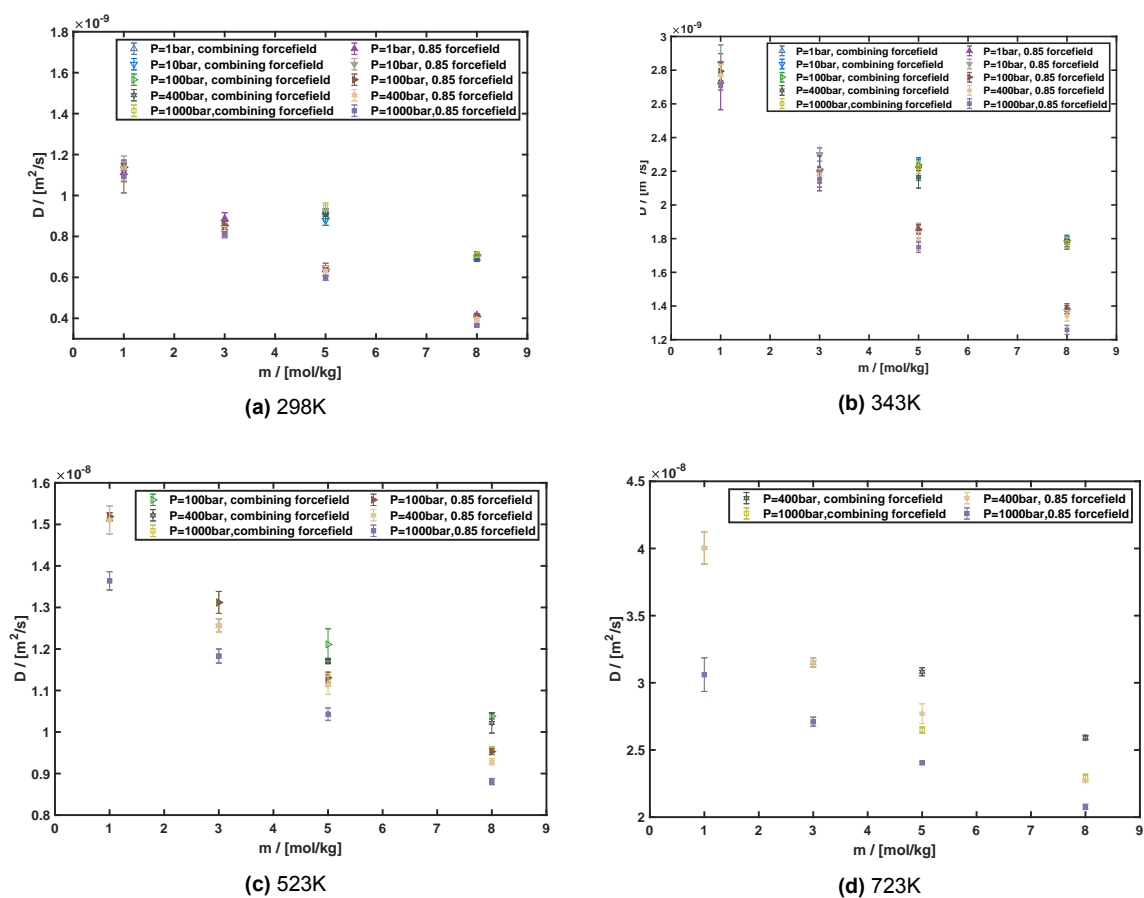 ×10⁻⁹
1.8
1.6
1.4
1.2
1
0.8
0.6
0.4
D / [m²/s]
P=1bar, combining forcefield
P=10bar, combining forcefield
P=100bar, combining forcefield
P=400bar, combining forcefield
P=1000bar,combining forcefield
P=1bar, 0.85 forcefield
P=10bar, 0.85 forcefield
P=100bar, 0.85 forcefield
P=400bar, 0.85 forcefield
P=1000bar,0.85 forcefield
0 1 2 3 4 5 6 7 8 9
m / [mol/kg]
(a) 298K
×10⁻⁹
3
2.8
2.6
2.4
2.2
2
1.8
1.6
1.4
1.2
D / [m²/s]
P=1bar, combining forcefield
P=10bar, combining forcefield
P=100bar, combining forcefield
P=400bar, combining forcefield
P=1000bar,combining forcefield
P=1bar, 0.85 forcefield
P=10bar, 0.85 forcefield
P=100bar, 0.85 forcefield
P=400bar, 0.85 forcefield
P=1000bar,0.85 forcefield
0 1 2 3 4 5 6 7 8 9
m / [mol/kg]
(b) 343K
×10⁻⁸
1.6
1.5
1.4
1.3
1.2
1.1
1
0.9
0.8
D / [m²/s]
P=100bar, combining forcefield
P=400bar, combining forcefield
P=1000bar,combining forcefield
P=100bar, 0.85 forcefield
P=400bar, 0.85 forcefield
P=1000bar,0.85 forcefield
0 1 2 3 4 5 6 7 8 9
m / [mol/kg]
(c) 523K
×10⁻⁸
4.5
4
3.5
3
2.5
2
D / [m²/s]
P=400bar, combining forcefield
P=1000bar,combining forcefield
P=400bar, 0.85 forcefield
P=1000bar,0.85 forcefield
0 1 2 3 4 5 6 7 8 9
m / [mol/kg]
(d) 723K